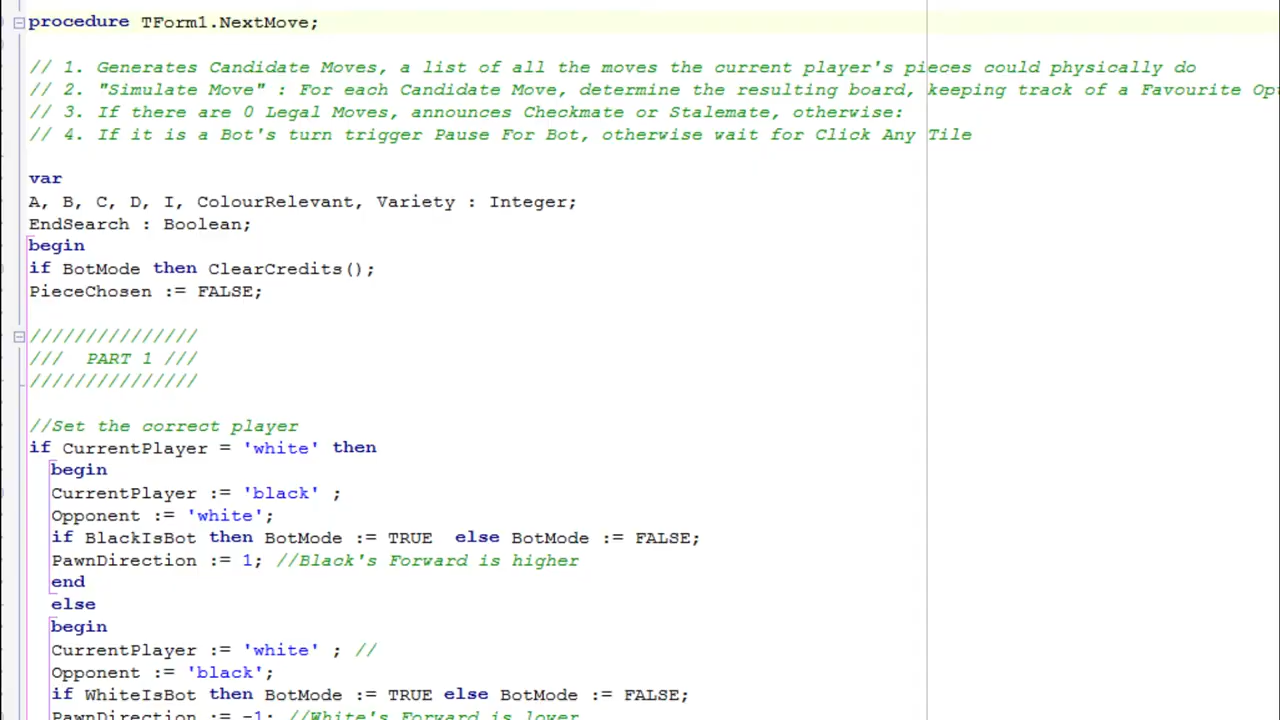 procedure TForm1.NextMove;
// 1. Generates Candidate Moves, a list of all the moves the current player's pieces could physically do
// 2. "Simulate Move" : For each Candidate Move, determine the resulting board, keeping track of a Favourite
// 3. If there are 0 Legal Moves, announces Checkmate or Stalemate, otherwise:
// 4. If it is a Bot's turn trigger Pause For Bot, otherwise wait for Click Any Tile
var
A, B, C, D, I, ColourRelevant, Variety : Integer;
EndSearch : Boolean;
begin
if BotMode then ClearCredits();
PieceChosen := FALSE;
///////////////
/// PART 1 ///
///////////////
//Set the correct player
if CurrentPlayer = 'white' then
begin
CurrentPlayer := 'black' ;
Opponent := 'white';
if BlackIsBot then BotMode := TRUE else BotMode := FALSE;
PawnDirection := 1; //Black's Forward is higher
end
else
begin
CurrentPlayer := 'white' ; //
Opponent := 'black';
if WhiteIsBot then BotMode := TRUE else BotMode := FALSE;
PawnDirection := -1; //White's Forward is lower